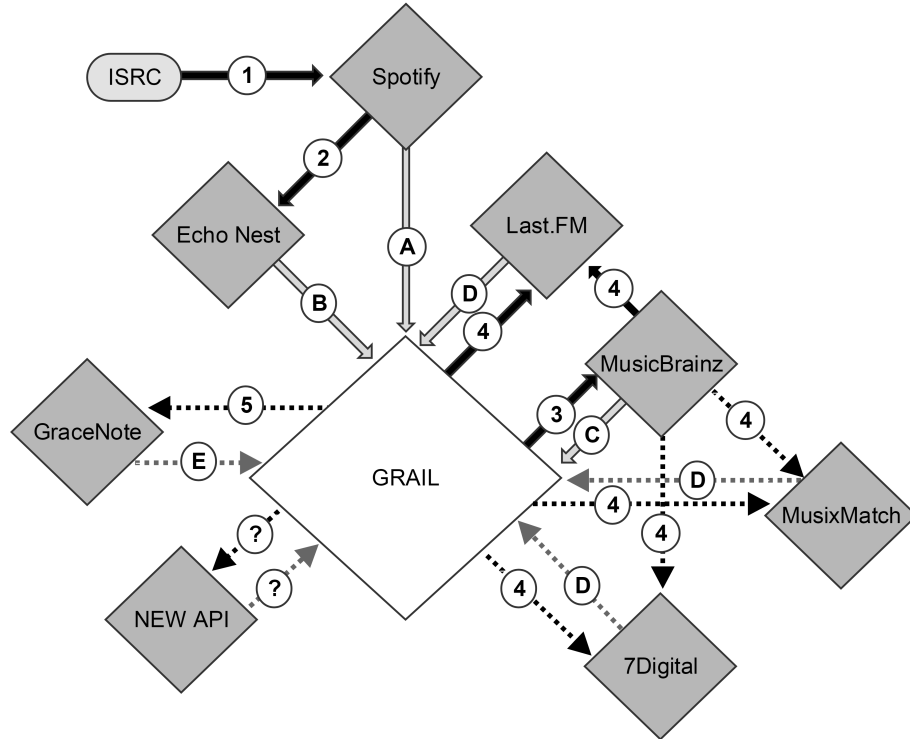 ISRC
1
Spotify
2
Echo Nest
A
Last.FM
B
D
4
4
MusicBrainz
3
C
4
GraceNote
5
E
GRAIL
D
4
MusixMatch
?
?
4
4
D
NEW API
7Digital